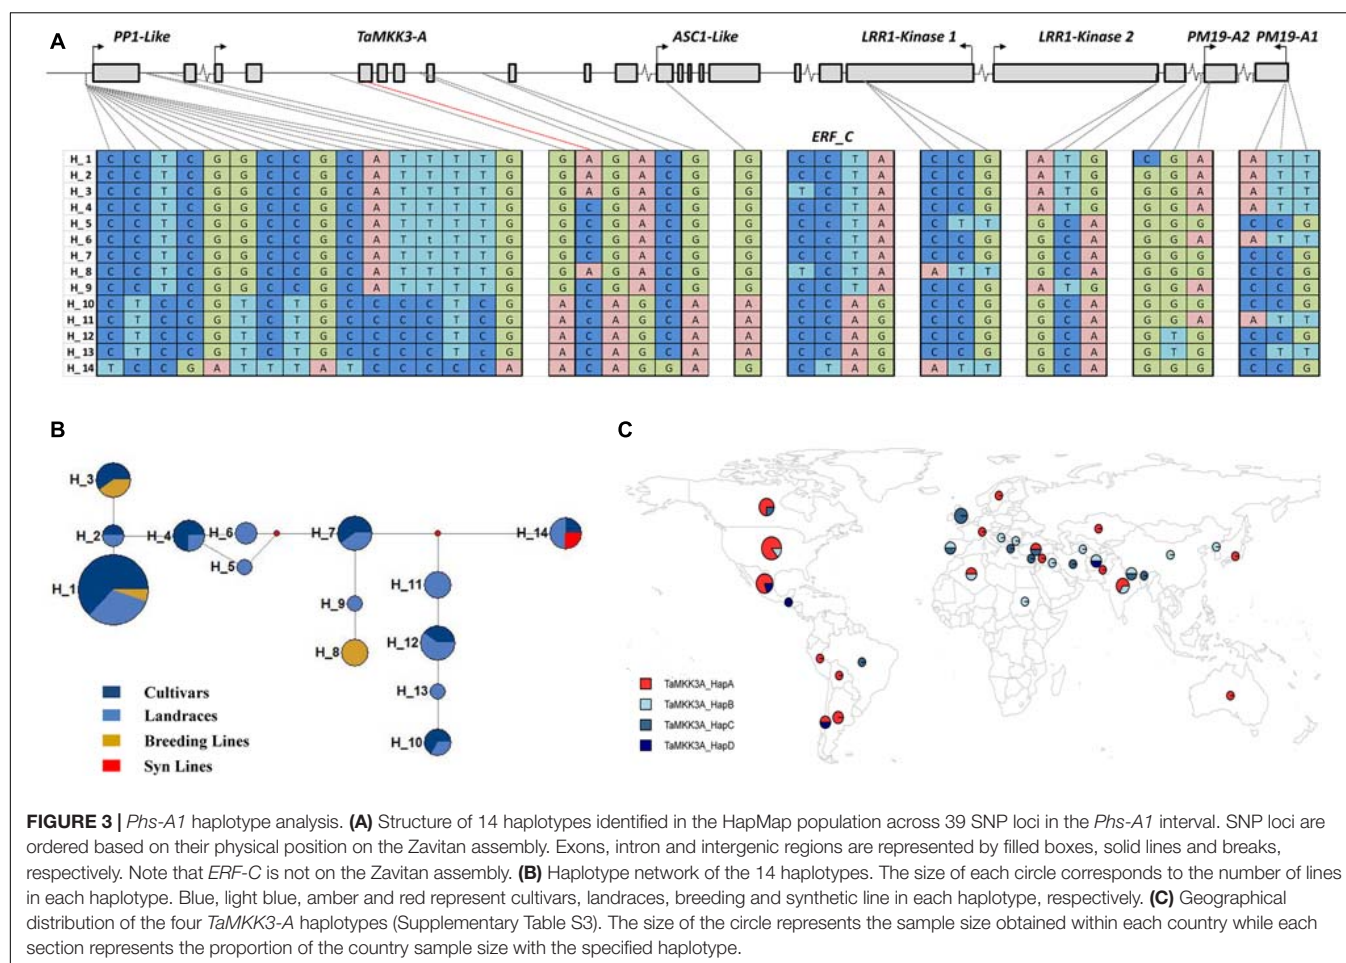 A
PP1-Like TaMKK3-A ASC1-Like LRR1-Kinase 1 LRR1-Kinase 2 PM19-A2 PM19-A1
ERF_C
H_1 C C T C G G C C G C A T t T T G G A G A C G G C C T A C C G A T G C G A A T T
H_2 C C T C G G C C G C A T T T T G G A G A C G G C C T A C C G A T G G G A A T T
H_3 C C T C G G C C G C A T T T T G G A G A C G G T C T A C C G A T G G G A A T T
H_4 C C T C G G C C G C A T T T T G G C G A C G G C C T A C C G A T G G G A A T T
H_5 C C T C G G C C G C A T T T T G G C G A C G G C C T A C T T G C A G G G C C G
H_6 C C T C G G C C G C A T t T T G G C G A C G G C c T A C C G G C A G G A A T T
H_7 C C T C G G C C G C A T T T T G G C G A C G G C C T A C C G G C A G G G C C G
H_8 C C T C G G C C G C A T T T T G G A G A C G G T C T A A T T G C A G G G C C G
H_9 C C T C G G C C G C A T T T T G G C G A C G G C C T A C C G A T G G G G C C G
H_10 C T C C G T C T G C C C C T C G A C A G C A A C C A G C C G G C A G G G C C G
H_11 C T C C G T C T G C C C C T C G A c A G C A A C C A G C C G G C A G G A A T T
H_12 C T C C G T C T G C C C C T C G A C A G C A A C C A G C C G G C A G T G C C G
H_13 C T C C G T C T G C C C C T c G A C A G C A A C C A G C C G G C A G T G C T T
H_14 T C C G A T T T A T C C C C C A A C A G G A G C T A G A T T G C A G G G C C G
B
H_3
H_2 H_4 H_6 H_7 H_14
H_5
H_1
H_11
H_9
H_12
H_8
H_13
H_10
Cultivars
Landraces
Breeding Lines
Syn Lines
C
TaMKK3A_HapA
TaMKK3A_HapB
TaMKK3A_HapC
TaMKK3A_HapD
FIGURE 3 | Phs-A1 haplotype analysis. (A) Structure of 14 haplotypes identified in the HapMap population across 39 SNP loci in the Phs-A1 interval. SNP loci are
ordered based on their physical position on the Zavitan assembly. Exons, intron and intergenic regions are represented by filled boxes, solid lines and breaks,
respectively. Note that ERF-C is not on the Zavitan assembly. (B) Haplotype network of the 14 haplotypes. The size of each circle corresponds to the number of lines
in each haplotype. Blue, light blue, amber and red represent cultivars, landraces, breeding and synthetic line in each haplotype, respectively. (C) Geographical
distribution of the four TaMKK3-A haplotypes (Supplementary Table S3). The size of the circle represents the sample size obtained within each country while each
section represents the proportion of the country sample size with the specified haplotype.